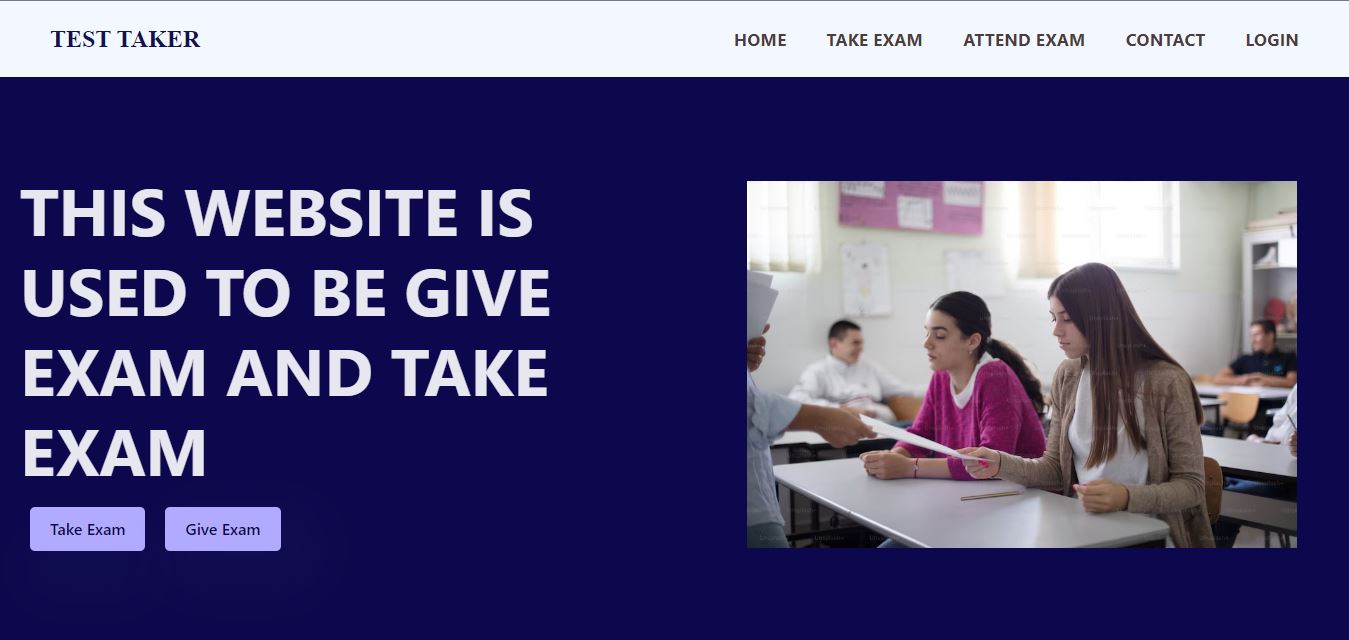 TEST TAKER
HOME TAKE EXAM ATTEND EXAM CONTACT LOGIN
THIS WEBSITE IS
USED TO BE GIVE
EXAM AND TAKE
EXAM
Take Exam Give Exam